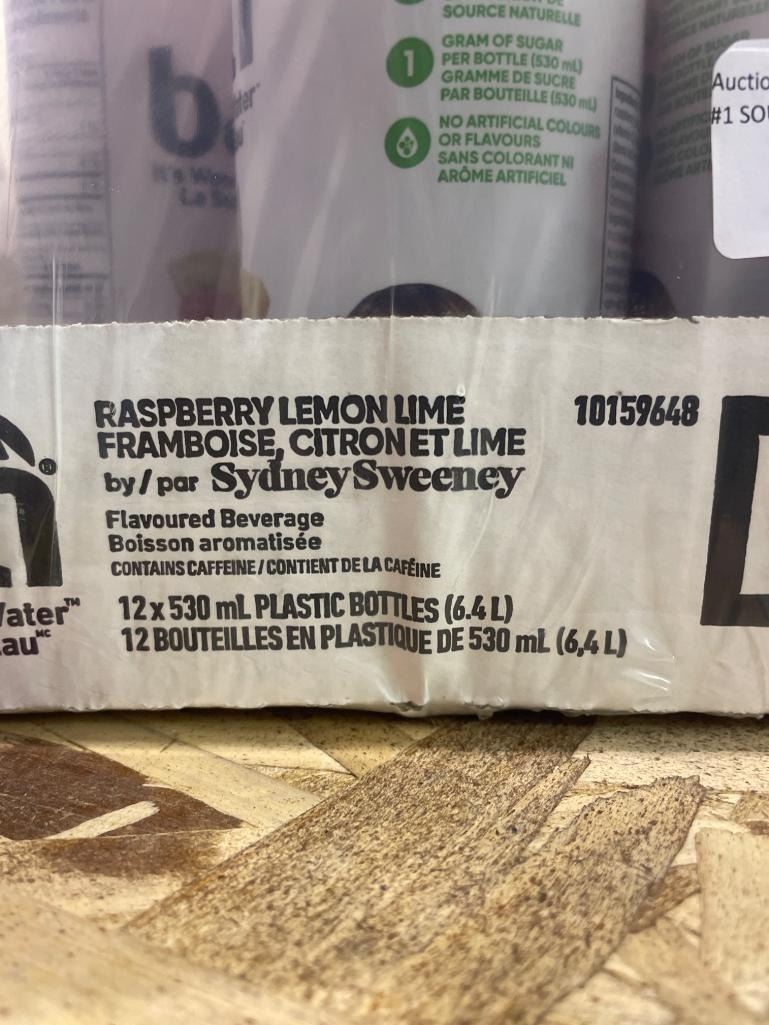 SOURCE NATURELLE
1
GRAM OF SUGAR
PER BOTTLE (530 mL)
GRAMME DE SUCRE
PAR BOUTEILLE (530 mL)
NO ARTIFICIAL COLOURS
OR FLAVOURS
SANS COLORANT NI
ARÔME ARTIFICIEL
#1
RASPBERRY LEMON LIME
FRAMBOISE, CITRON ET LIME
by / par Sydney Sweeney
Flavoured Beverage
Boisson aromatisée
CONTAINS CAFFEINE / CONTIENT DE LA CAFÉINE
12 x 530 mL PLASTIC BOTTLES (6.4 L)
12 BOUTEILLES EN PLASTIQUE DE 530 mL (6,4 L)
10159648